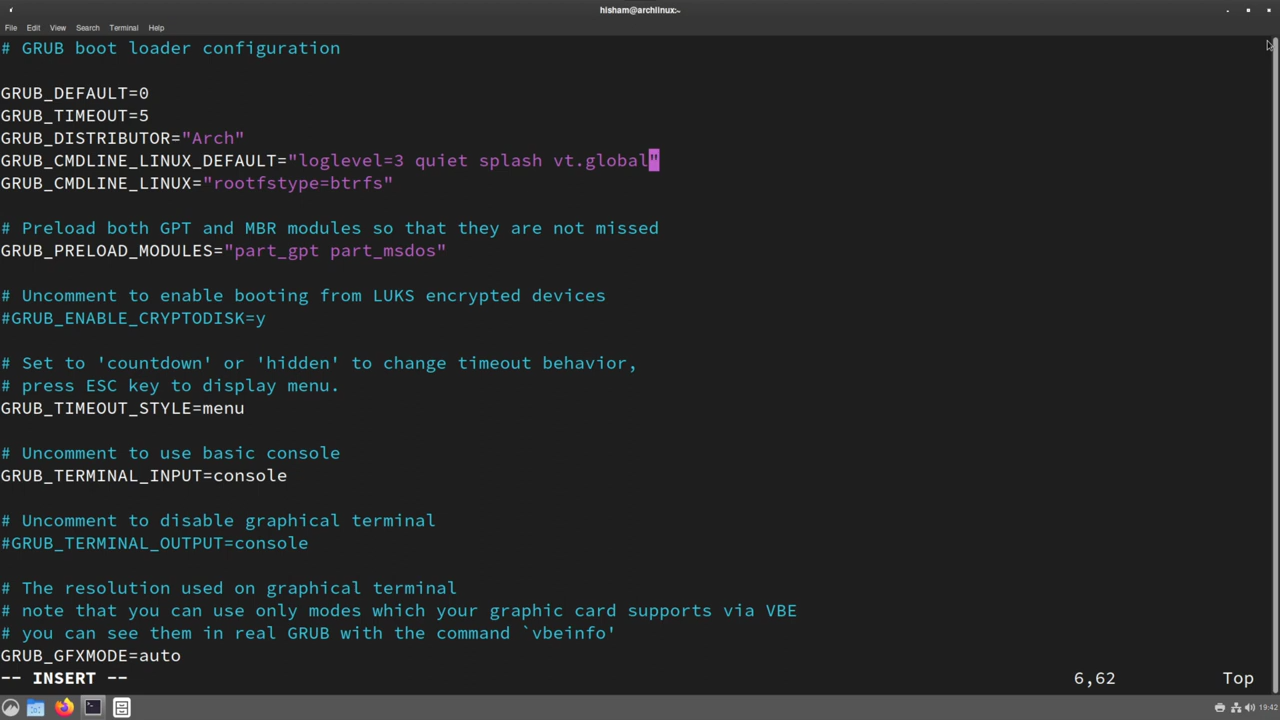 hisham@archlinux:~
File Edit View Search Terminal Help
# GRUB boot loader configuration
GRUB_DEFAULT=0
GRUB_TIMEOUT=5
GRUB_DISTRIBUTOR="Arch"
GRUB_CMDLINE_LINUX_DEFAULT="loglevel=3 quiet splash vt.global"
GRUB_CMDLINE_LINUX="rootfstype=btrfs"
# Preload both GPT and MBR modules so that they are not missed
GRUB_PRELOAD_MODULES="part_gpt part_msdos"
# Uncomment to enable booting from LUKS encrypted devices
#GRUB_ENABLE_CRYPTODISK=y
# Set to 'countdown' or 'hidden' to change timeout behavior,
# press ESC key to display menu.
GRUB_TIMEOUT_STYLE=menu
# Uncomment to use basic console
GRUB_TERMINAL_INPUT=console
# Uncomment to disable graphical terminal
#GRUB_TERMINAL_OUTPUT=console
# The resolution used on graphical terminal
# note that you can use only modes which your graphic card supports via VBE
# you can see them in real GRUB with the command `vbeinfo'
GRUB_GFXMODE=auto
-- INSERT -- 6,62 Top
19:42